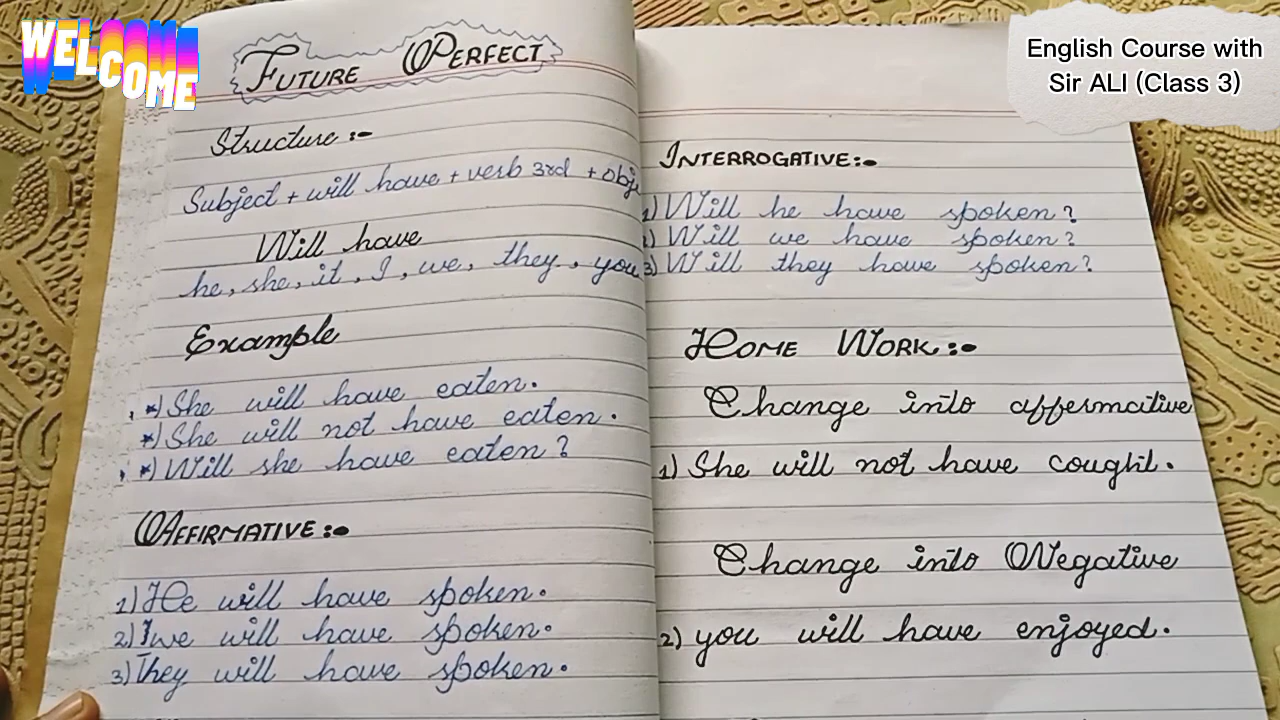 WELCOME
English Course with
Sir ALI (Class 3)
FUTURE PERFECT
Structure :-
Subject + will have + verb 3rd + obje
Will have
he, she, it, I, we, they, you
Example
*) She will have eaten.
*) She will not have eaten.
*) Will she have eaten?
AFFIRMATIVE :-
1) He will have spoken.
2) I we will have spoken.
3) They will have spoken.
INTERROGATIVE :-
1) Will he have spoken?
2) Will we have spoken?
3) Will they have spoken?
HOME WORK :-
Change into affermative
1) She will not have cought.
Change into Negative
2) you will have enjoyed.